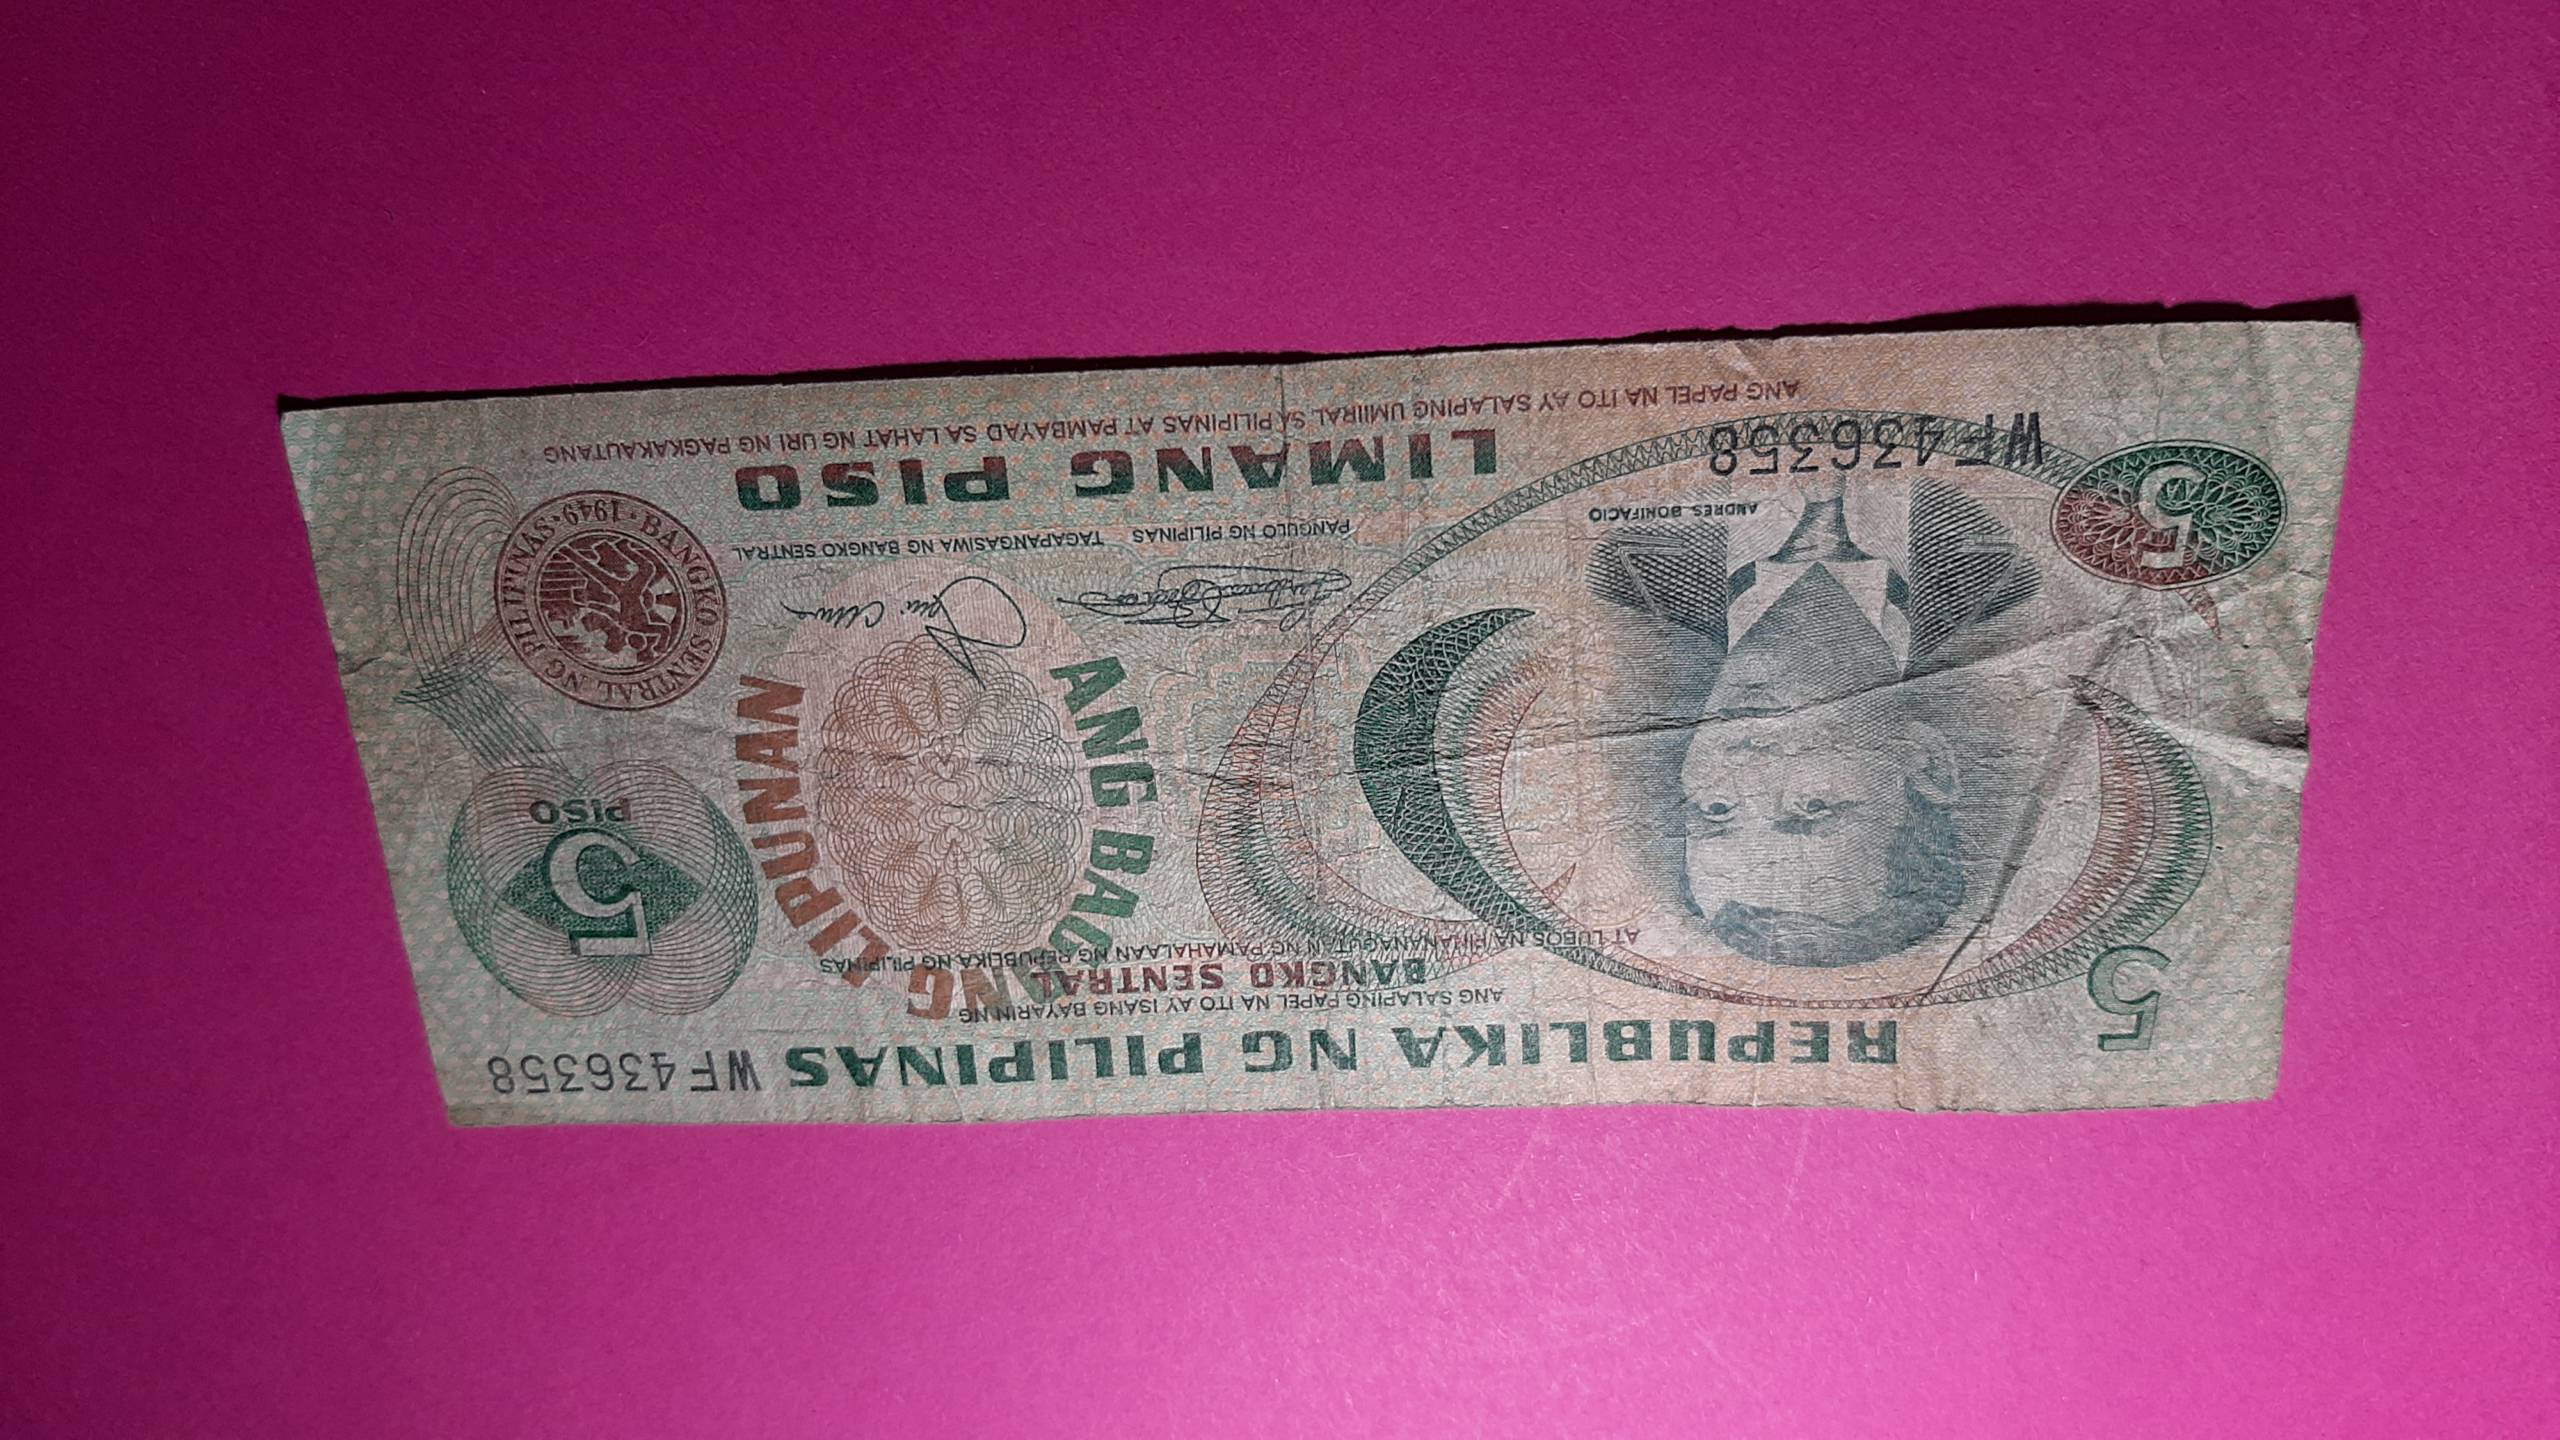 REPUBLIKA NG PILIPINAS WF436358
5
ANG SALAPING PAPEL NA ITO AY ISANG BAYARIN NG
BANGKO SENTRAL
AT LUBOS NA PINANANAGUTAN NG PAMAHALAAN NG REPUBLIKA NG PILIPINAS
5
PISO
ANG BAGONG LIPUNAN
PANGULO NG PILIPINAS
TAGAPANGASIWA NG BANGKO SENTRAL
BANGKO SENTRAL NG PILIPINAS · 1949 ·
ANDRES BONIFACIO
5
WF436358
LIMANG PISO
ANG PAPEL NA ITO AY SALAPING UMIIRAL SA PILIPINAS AT PAMBAYAD SA LAHAT NG URI NG PAGKAKAUTANG